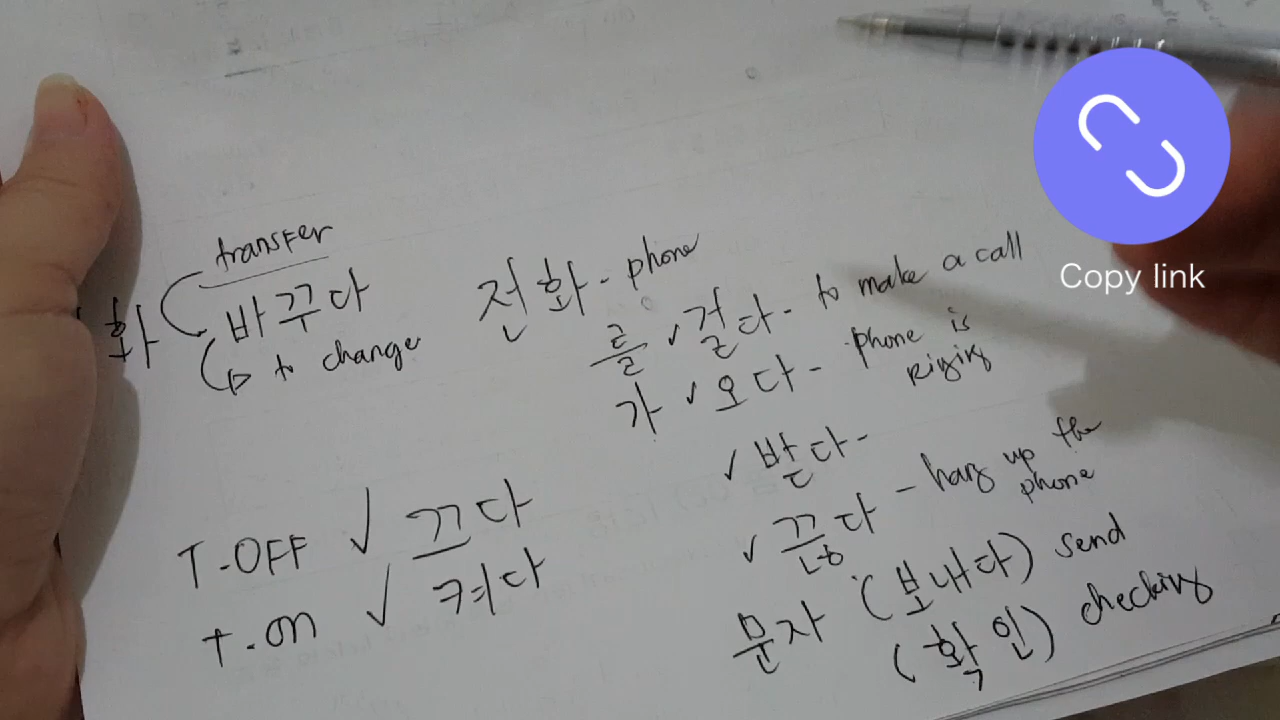 transfer
화 바꾸다
to change
전화 - phone
를 ✓ 걸다 - to make a call
가 ✓ 오다 - phone is
Riging
✓ 받다 -
✓ 끊다 - hang up the
phone
T-OFF ✓ 끄다
T-ON ✓ 켜다
문자 (보내다) send
(확인) checking
Copy link